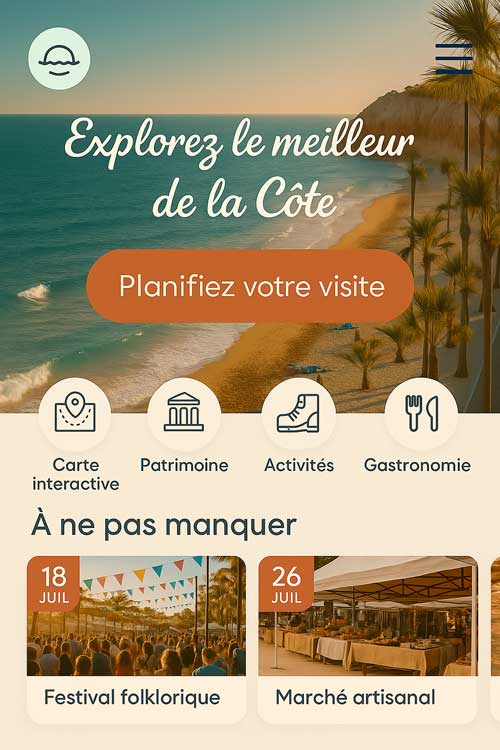 Explorez le meilleur
de la Côte
Planifiez votre visite
Carte
interactive
Patrimoine
Activités
Gastronomie
À ne pas manquer
18
JUIL
26
JUIL
Festival folklorique
Marché artisanal